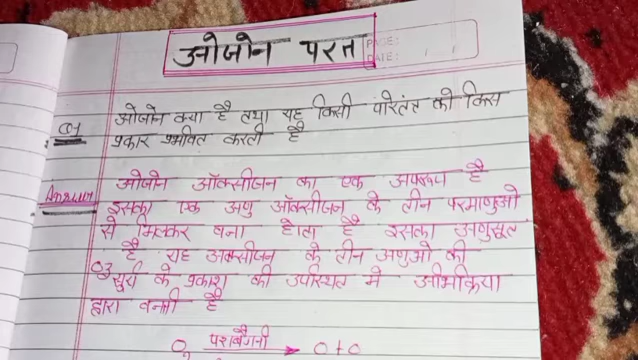 ओजोन परत
PAGE:
DATE: / /
Q1 ओजोन क्या है तथा यह किसी पारितंत्र को किस
प्रकार प्रभावित करती है
Answer ओजोन ऑक्सीजन का एक अपररूप है
इसका एक अणु ऑक्सीजन के तीन परमाणुओ
से मिलकर बना होता है इसका अणुसूत्र
O3 है यह ऑक्सीजन के तीन अणुओ की
सूर्य के प्रकाश की उपस्थित मे अभिक्रिया
द्वारा बनती है
O2 पराबैंगनी O+O